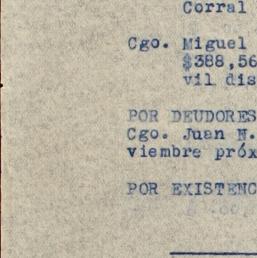 Corral
Cgo. Miguel
$388,56
vil dis
POR DEUDORES
Cgo. Juan N.
viembre próx
POR EXISTENC